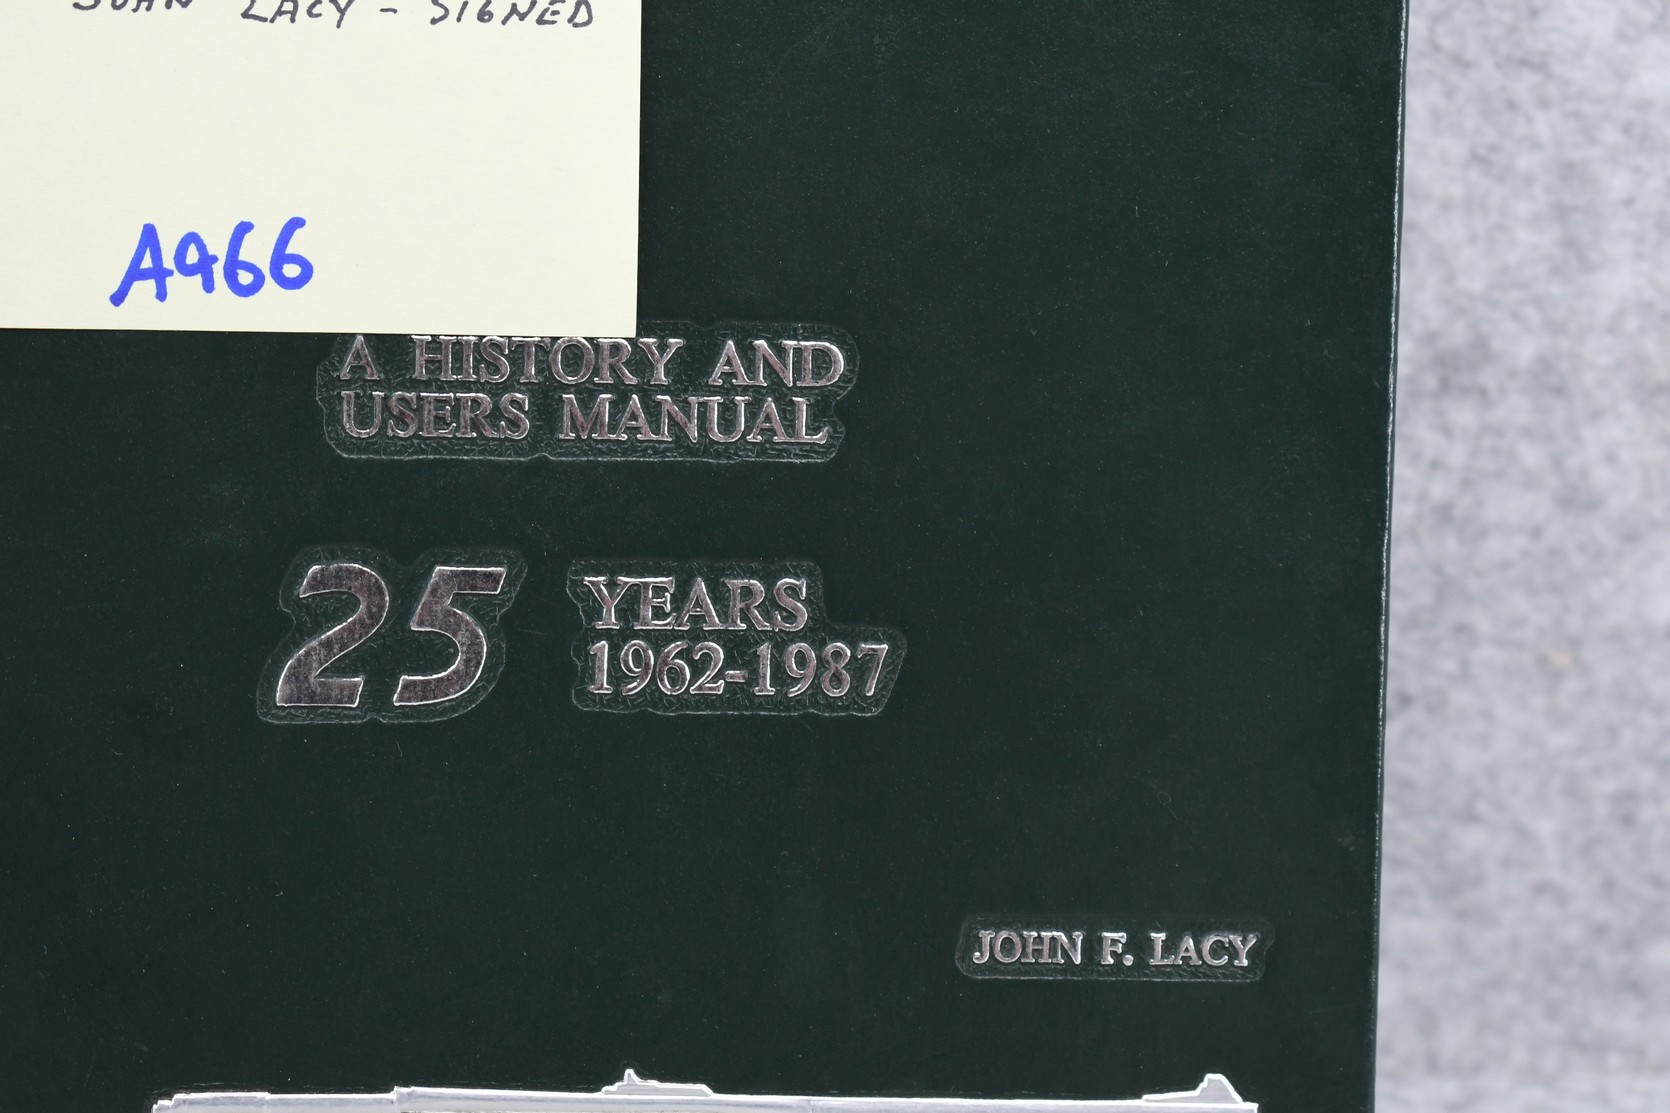 JOHN LACY - SIGNED
A966
A HISTORY AND
USERS MANUAL
25 YEARS
1962-1987
JOHN F. LACY